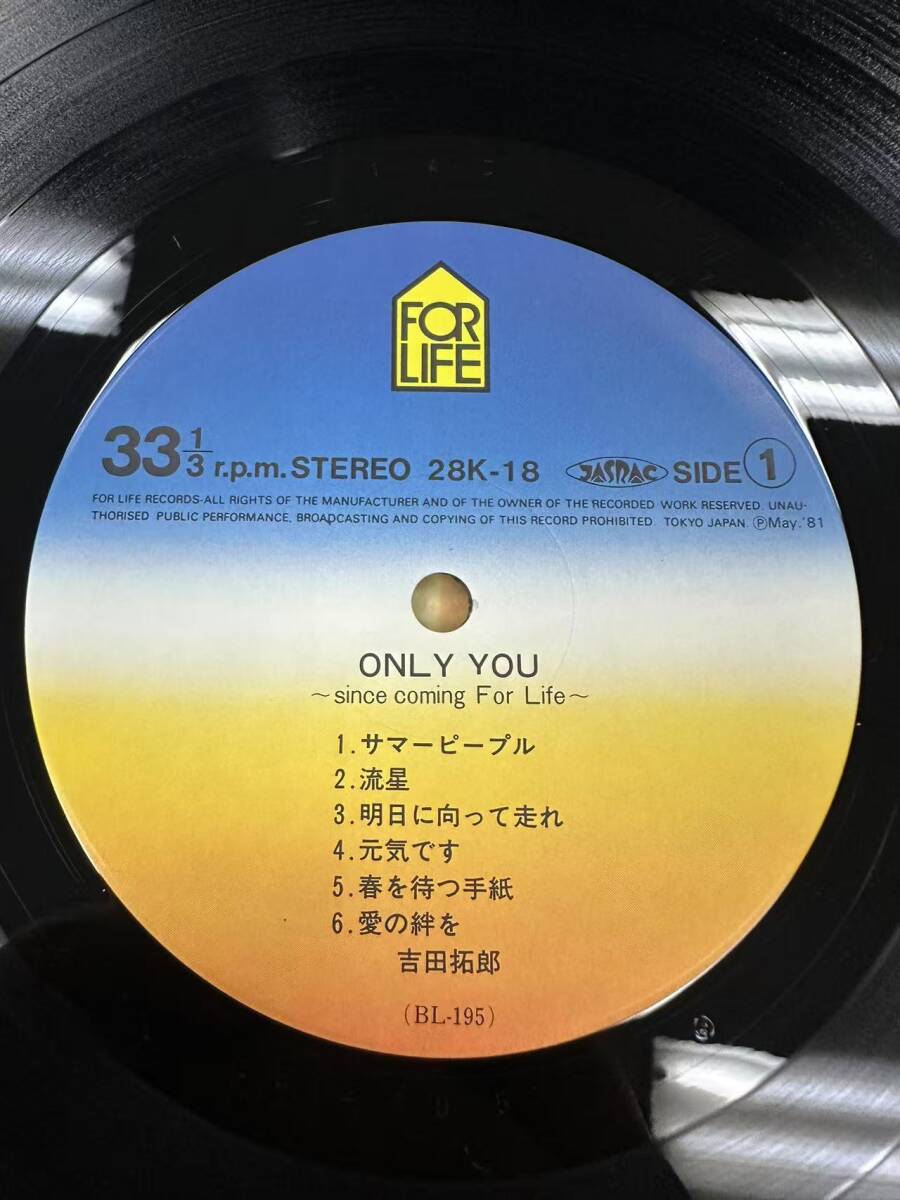 FOR
LIFE
33 1/3 r.p.m. STEREO 28K-18 JASRAC SIDE 1
FOR LIFE RECORDS-ALL RIGHTS OF THE MANUFACTURER AND OF THE OWNER OF THE RECORDED WORK RESERVED. UNAU-
THORISED PUBLIC PERFORMANCE, BROADCASTING AND COPYING OF THIS RECORD PROHIBITED. TOKYO JAPAN. ⓅMay.'81
ONLY YOU
～since coming For Life～
1.サマーピープル
2.流星
3.明日に向って走れ
4.元気です
5.春を待つ手紙
6.愛の絆を
吉田拓郎
(BL-195)